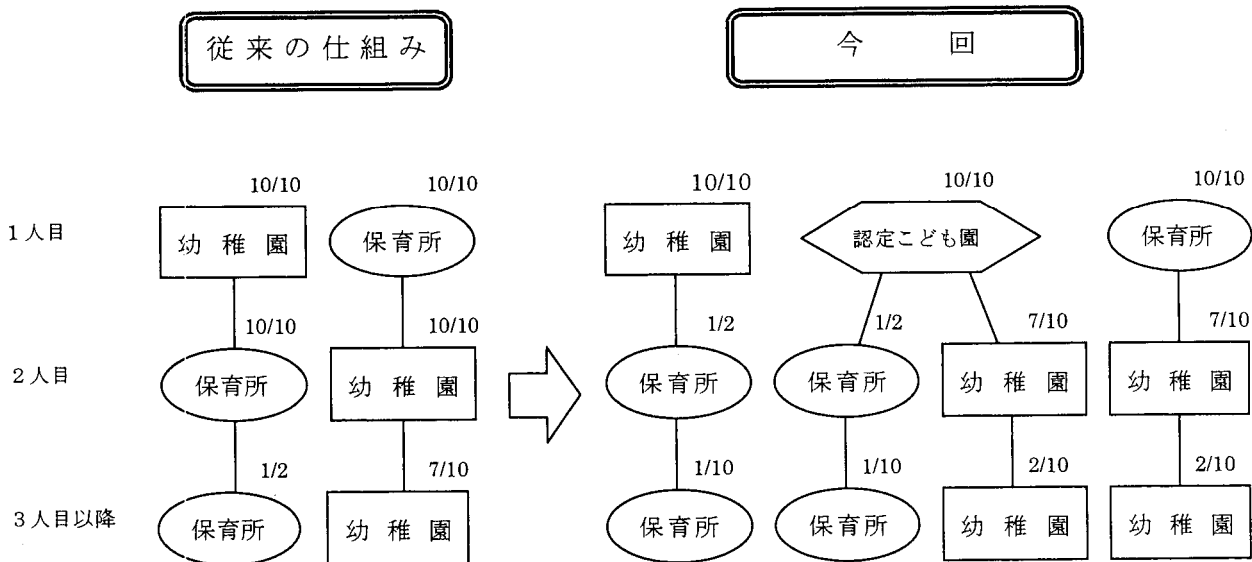 従来の仕組み 今回
10/10 10/10 10/10 10/10 10/10
1人目 幼稚園 保育所 幼稚園 認定こども園 保育所
10/10 10/10 1/2 1/2 7/10 7/10
2人目 保育所 幼稚園 保育所 保育所 幼稚園 幼稚園
1/2 7/10 1/10 1/10 2/10 2/10
3人目以降 保育所 幼稚園 保育所 保育所 幼稚園 幼稚園